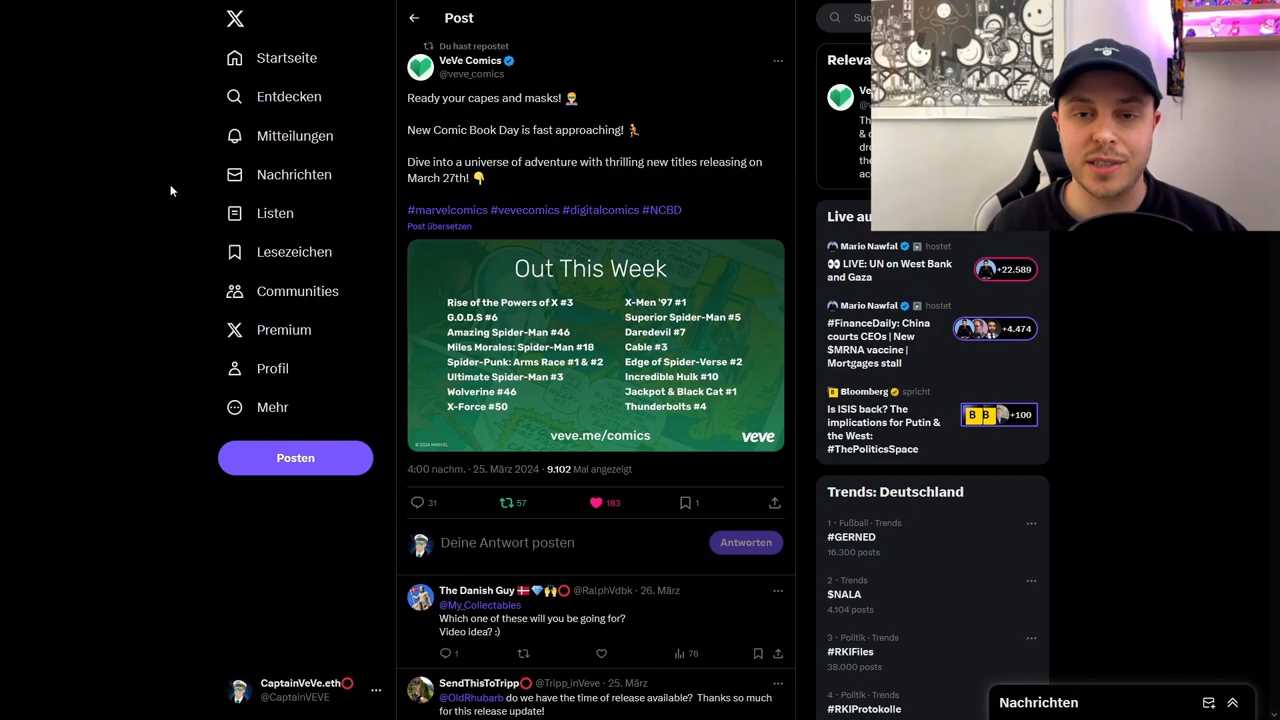 Startseite
Entdecken
Mitteilungen
Nachrichten
Listen
Lesezeichen
Communities
Premium
Profil
Mehr
Posten
CaptainVeVe.eth
@CaptainVEVE
Post
Du hast repostet
VeVe Comics
@veve_comics
Ready your capes and masks!
New Comic Book Day is fast approaching!
Dive into a universe of adventure with thrilling new titles releasing on
March 27th!
#marvelcomics #vevecomics #digitalcomics #NCBD
Post übersetzen
Out This Week
Rise of the Powers of X #3
G.O.D.S #6
Amazing Spider-Man #46
Miles Morales: Spider-Man #18
Spider-Punk: Arms Race #1 & #2
Ultimate Spider-Man #3
Wolverine #46
X-Force #50
X-Men '97 #1
Superior Spider-Man #5
Daredevil #7
Cable #3
Edge of Spider-Verse #2
Incredible Hulk #10
Jackpot & Black Cat #1
Thunderbolts #4
veve.me/comics
veve
© 2024 MARVEL
4:00 nachm. · 25. März 2024 · 9.102 Mal angezeigt
31
57
183
1
Deine Antwort posten
Antworten
The Danish Guy @RalphVdbk · 26. März
@My_Collectables
Which one of these will you be going for?
Video idea? :)
1
76
SendThisToTripp @Tripp_inVeve · 25. März
@OldRhubarb do we have the time of release available? Thanks so much
for this release update!
Suc
Releva
Ve
@v
Th
& c
dro
the
acc
Live au
Mario Nawfal hostet
LIVE: UN on West Bank
and Gaza
+22.589
Mario Nawfal hostet
#FinanceDaily: China
courts CEOs | New
$MRNA vaccine |
Mortgages stall
+4.474
Bloomberg spricht
Is ISIS back? The
implications for Putin &
the West:
#ThePoliticsSpace
B B +100
Trends: Deutschland
1 · Fußball · Trends
#GERNED
16.300 posts
2 · Trends
$NALA
4.104 posts
3 · Politik · Trends
#RKIFiles
38.000 posts
4 · Politik · Trends
#RKIProtokolle
Nachrichten